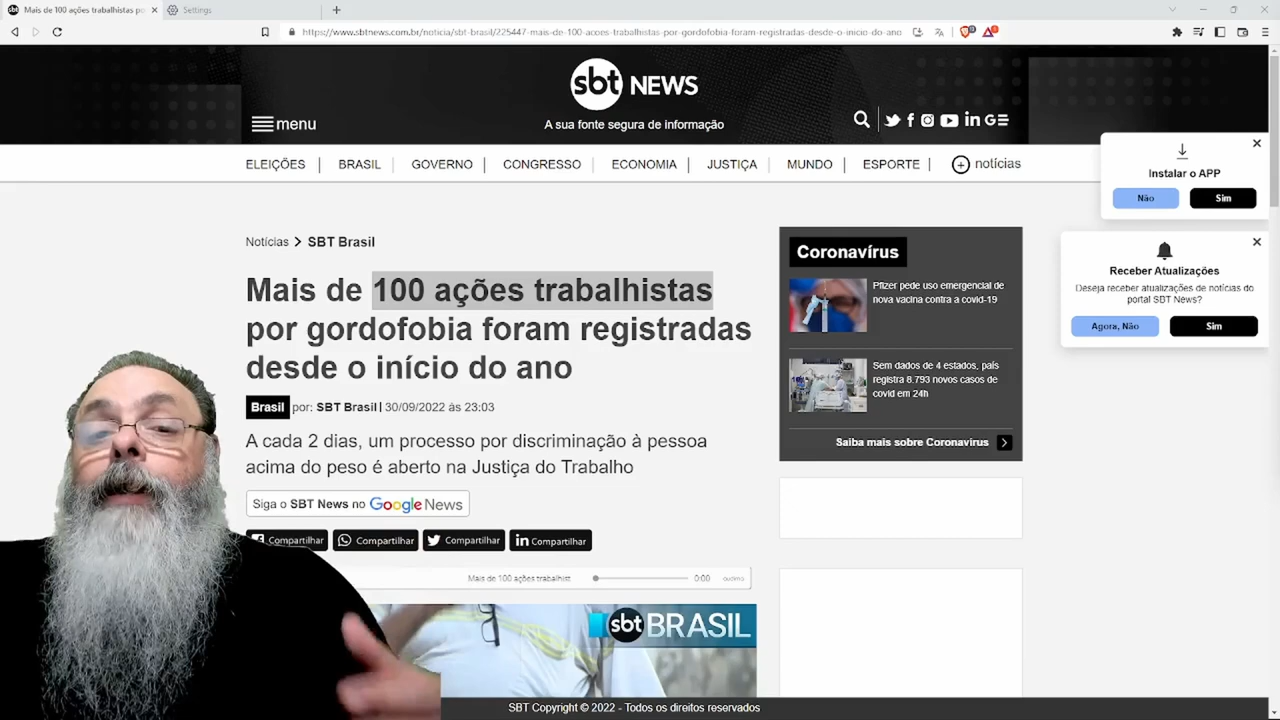 Mais de 100 ações trabalhistas po
Settings
https://www.sbtnews.com.br/noticia/sbt-brasil/225447-mais-de-100-acoes-trabalhistas-por-gordofobia-foram-registradas-desde-o-inicio-do-ano
sbt NEWS
A sua fonte segura de informação
menu
ELEIÇÕES | BRASIL | GOVERNO | CONGRESSO | ECONOMIA | JUSTIÇA | MUNDO | ESPORTE | notícias
Instalar o APP
Não Sim
Receber Atualizações
Deseja receber atualizações de notícias do
portal SBT News?
Agora, Não Sim
Notícias > SBT Brasil
Mais de 100 ações trabalhistas
por gordofobia foram registradas
desde o início do ano
Brasil por: SBT Brasil | 30/09/2022 às 23:03
A cada 2 dias, um processo por discriminação à pessoa
acima do peso é aberto na Justiça do Trabalho
Siga o SBT News no Google News
Compartilhar Compartilhar Compartilhar Compartilhar
Mais de 100 ações trabalhist 0:00
sbt BRASIL
Coronavírus
Pfizer pede uso emergencial de
nova vacina contra a covid-19
Sem dados de 4 estados, país
registra 8.793 novos casos de
covid em 24h
Saiba mais sobre Coronavirus
SBT Copyright © 2022 - Todos os direitos reservados